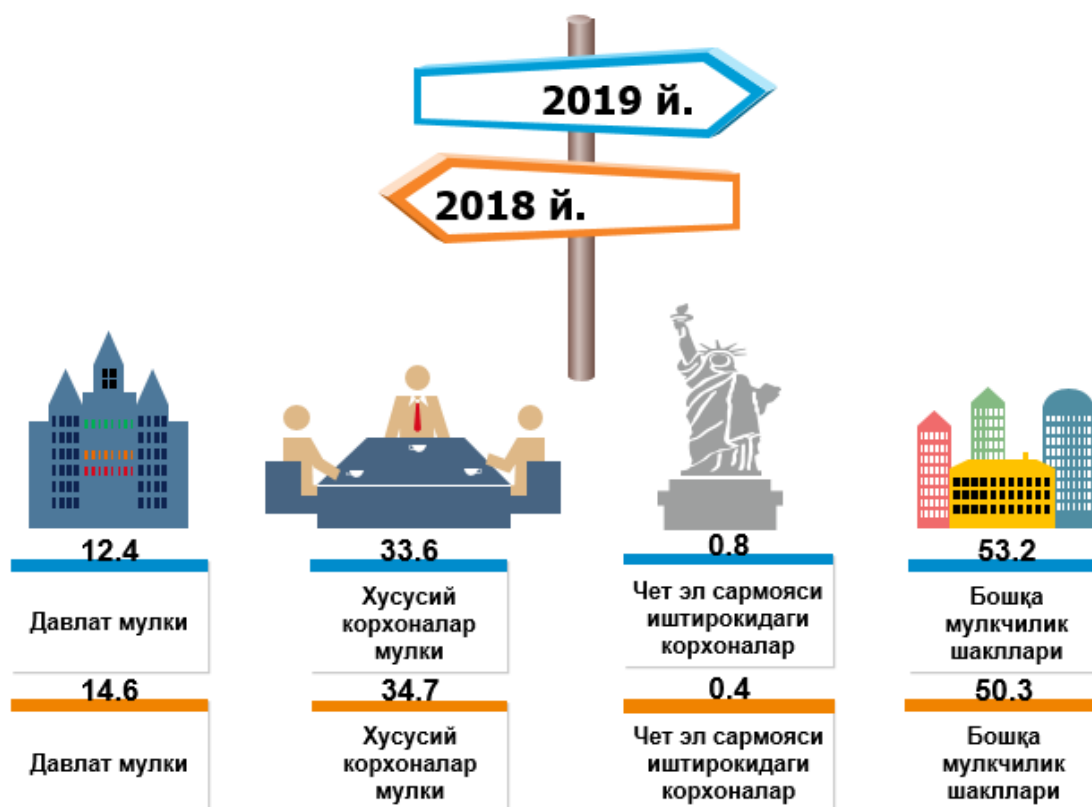 2019 й.
2018 й.
12.4
33.6
0.8
53.2
Давлат мулки
Хусусий
корхоналар
мулки
Чет эл сармояси
иштирокидаги
корхоналар
Бошқа
мулкчилик
шакллари
14.6
34.7
0.4
50.3
Давлат мулки
Хусусий
корхоналар
мулки
Чет эл сармояси
иштирокидаги
корхоналар
Бошқа
мулкчилик
шакллари